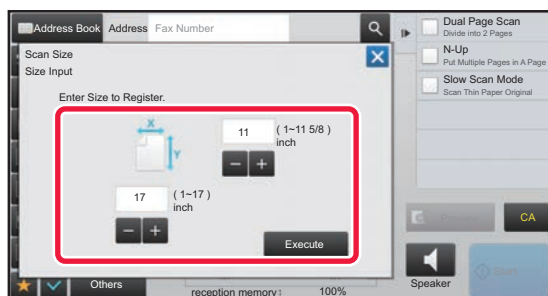 Address Book Address Fax Number
Scan Size
Size Input
Enter Size to Register.
X
Y
11 ( 1~11 5/8 )
inch
17 ( 1~17 )
inch
Execute
Others
reception memory: 100%
Dual Page Scan
Divide into 2 Pages
N-Up
Put Multiple Pages in A Page
Slow Scan Mode
Scan Thin Paper Original
CA
Speaker
Start